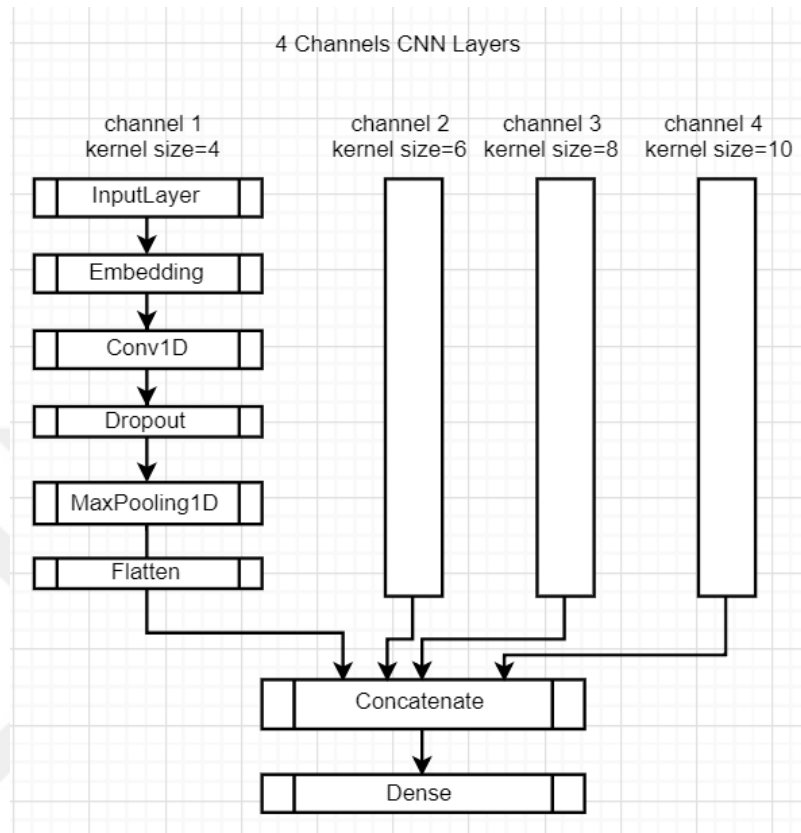 4 Channels CNN Layers
channel 1
kernel size=4
channel 2
kernel size=6
channel 3
kernel size=8
channel 4
kernel size=10
InputLayer
Embedding
Conv1D
Dropout
MaxPooling1D
Flatten
Concatenate
Dense